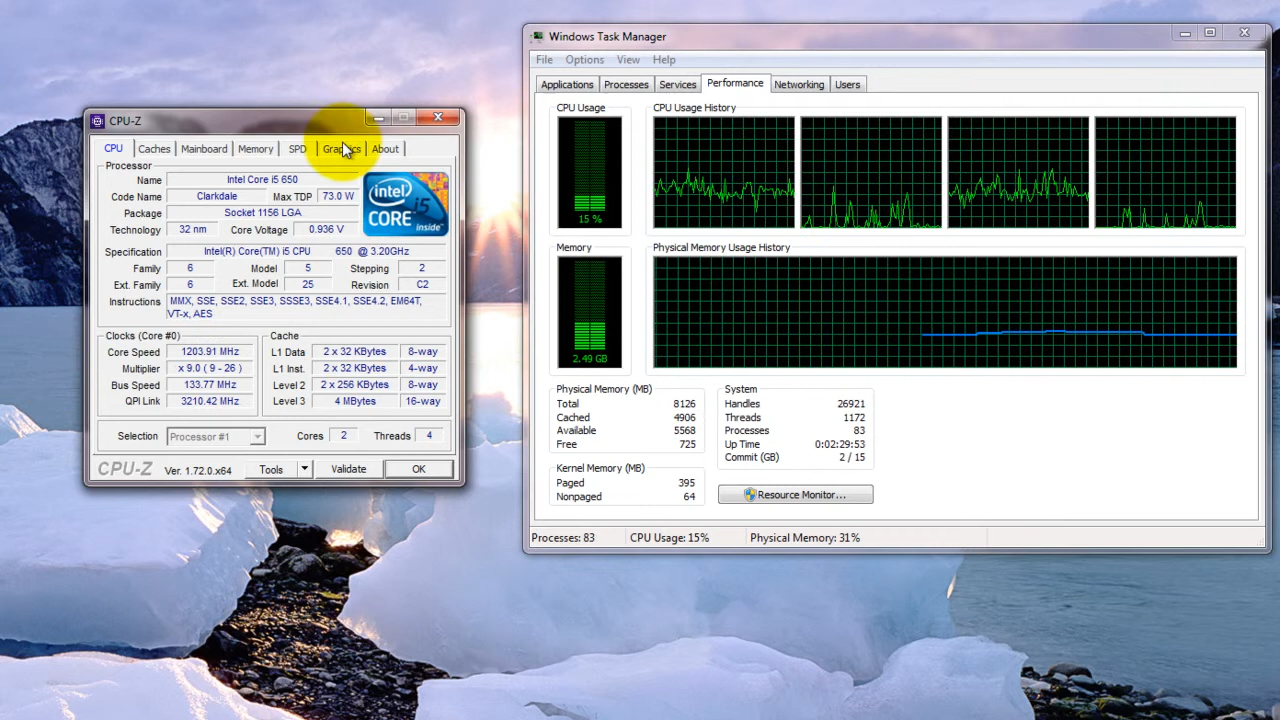 CPU-Z
CPU Caches Mainboard Memory SPD Graphics About
Processor
Name Intel Core i5 650
Code Name Clarkdale Max TDP 73.0 W
Package Socket 1156 LGA
Technology 32 nm Core Voltage 0.936 V
intel CORE i5 inside™
Specification Intel(R) Core(TM) i5 CPU 650 @ 3.20GHz
Family 6 Model 5 Stepping 2
Ext. Family 6 Ext. Model 25 Revision C2
Instructions MMX, SSE, SSE2, SSE3, SSSE3, SSE4.1, SSE4.2, EM64T,
VT-x, AES
Clocks (Core #0)
Core Speed 1203.91 MHz
Multiplier x 9.0 ( 9 - 26 )
Bus Speed 133.77 MHz
QPI Link 3210.42 MHz
Cache
L1 Data 2 x 32 KBytes 8-way
L1 Inst. 2 x 32 KBytes 4-way
Level 2 2 x 256 KBytes 8-way
Level 3 4 MBytes 16-way
Selection Processor #1 Cores 2 Threads 4
CPU-Z Ver. 1.72.0.x64 Tools Validate OK
Windows Task Manager
File Options View Help
Applications Processes Services Performance Networking Users
CPU Usage CPU Usage History
15 %
Memory Physical Memory Usage History
2.49 GB
Physical Memory (MB)
Total 8126
Cached 4906
Available 5568
Free 725
Kernel Memory (MB)
Paged 395
Nonpaged 64
System
Handles 26921
Threads 1172
Processes 83
Up Time 0:02:29:53
Commit (GB) 2 / 15
Resource Monitor...
Processes: 83 CPU Usage: 15% Physical Memory: 31%